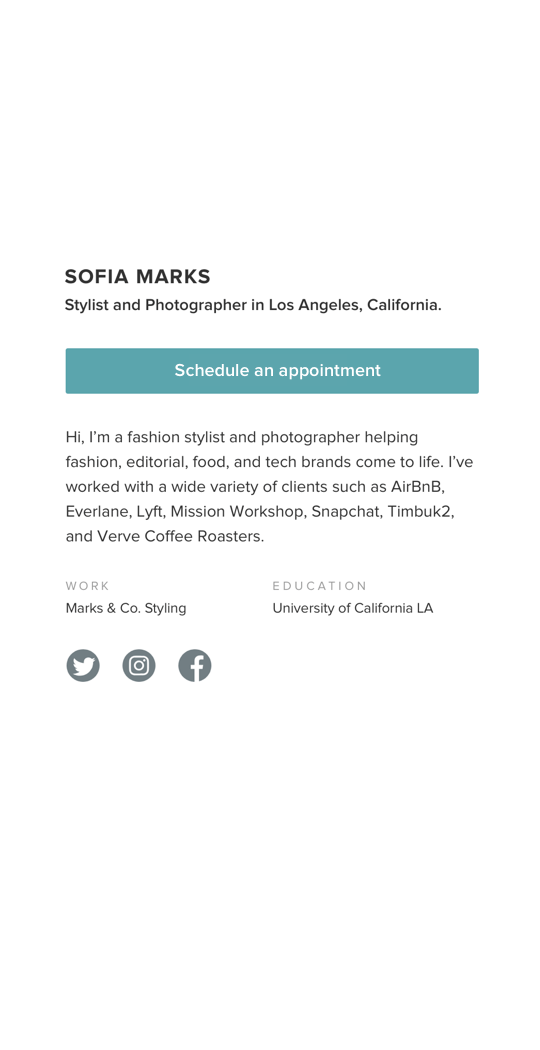 SOFIA MARKS
Stylist and Photographer in Los Angeles, California.
Schedule an appointment
Hi, I’m a fashion stylist and photographer helping
fashion, editorial, food, and tech brands come to life. I’ve
worked with a wide variety of clients such as AirBnB,
Everlane, Lyft, Mission Workshop, Snapchat, Timbuk2,
and Verve Coffee Roasters.
WORK
Marks & Co. Styling
EDUCATION
University of California LA